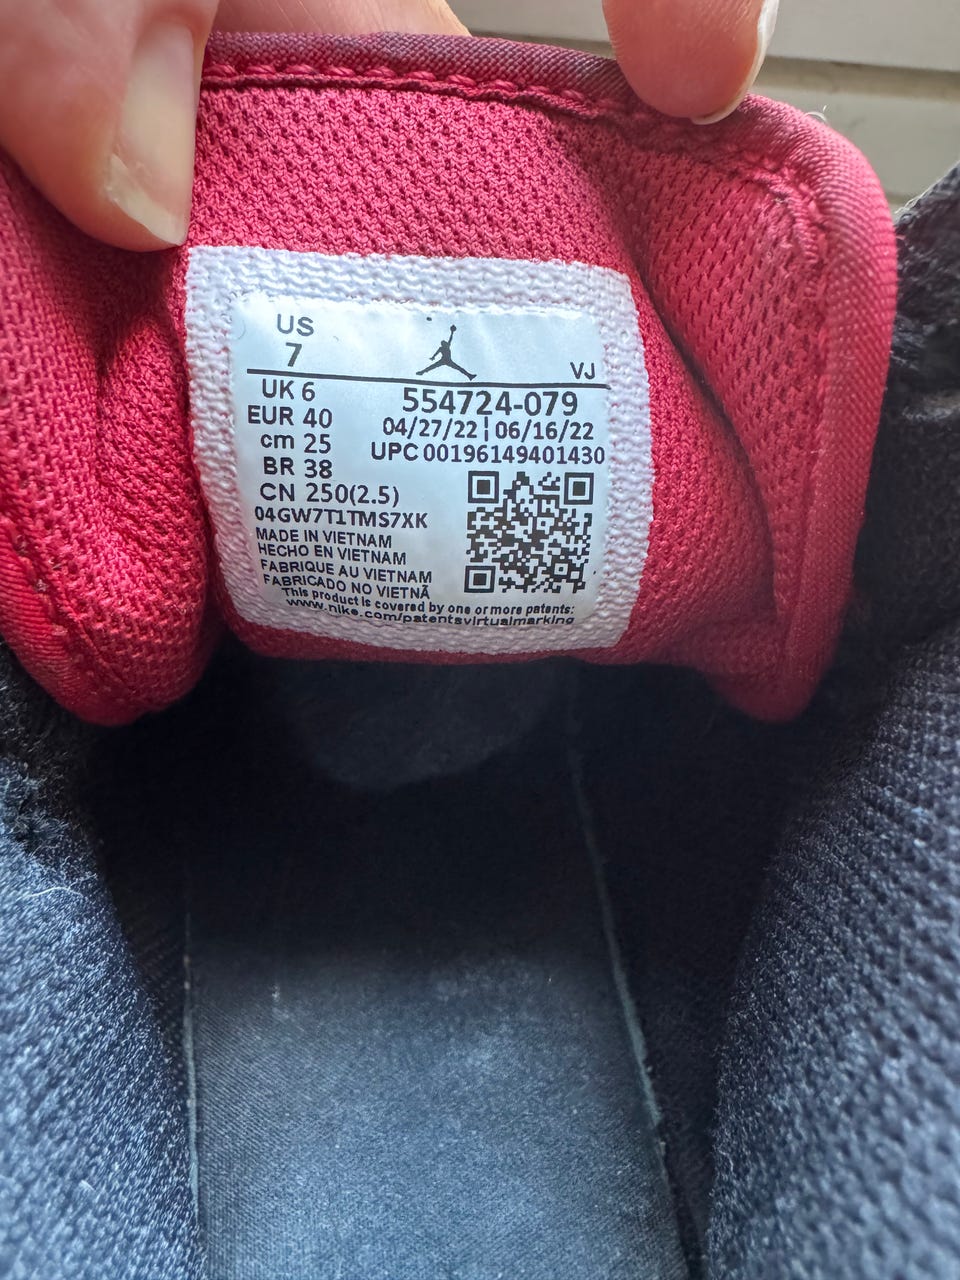 US
7
VJ
UK 6
EUR 40
cm 25
BR 38
CN 250(2.5)
554724-079
04/27/22 | 06/16/22
UPC 00196149401430
04GW7T1TMS7XK
MADE IN VIETNAM
HECHO EN VIETNAM
FABRIQUE AU VIETNAM
FABRICADO NO VIETNÃ
This product is covered by one or more patents:
www.nike.com/patentsvirtualmarking